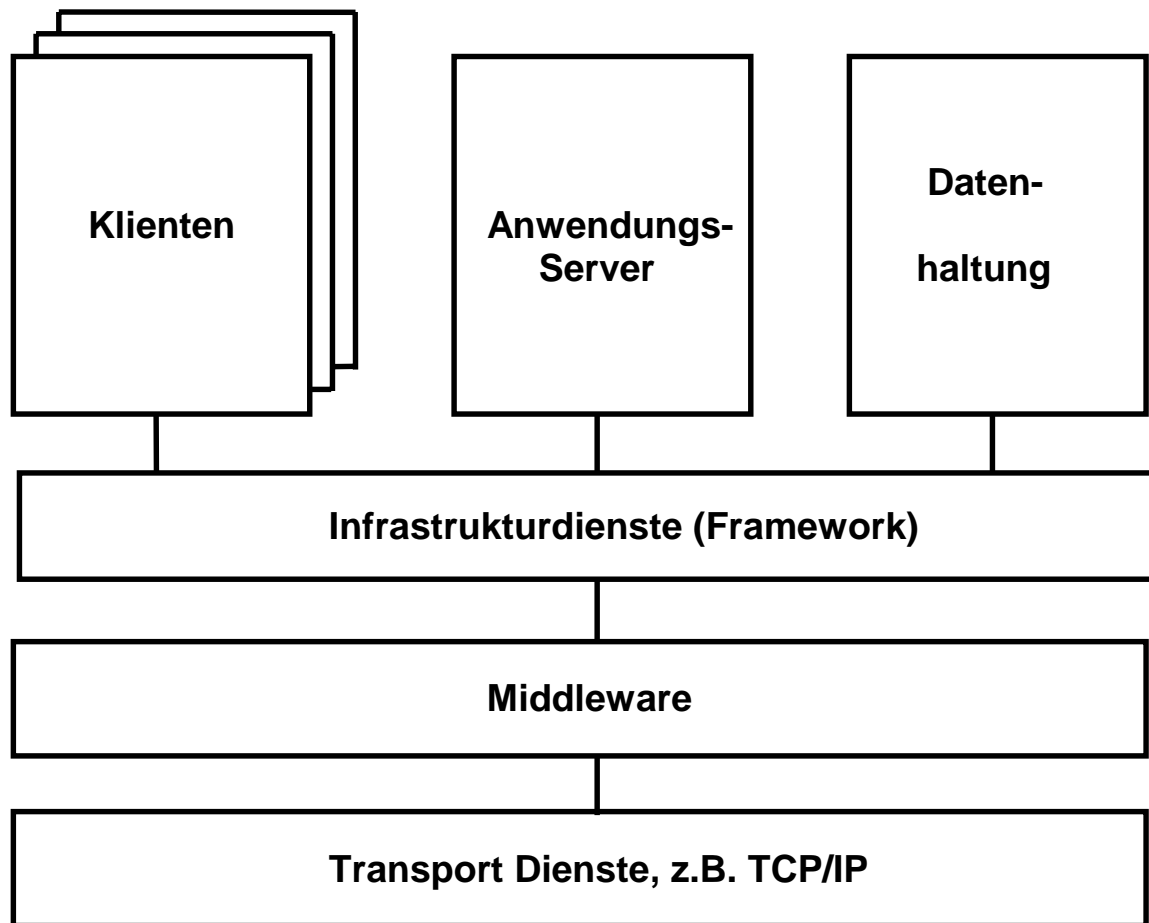 Klienten
Anwendungs-
Server
Daten-
haltung
Infrastrukturdienste (Framework)
Middleware
Transport Dienste, z.B. TCP/IP